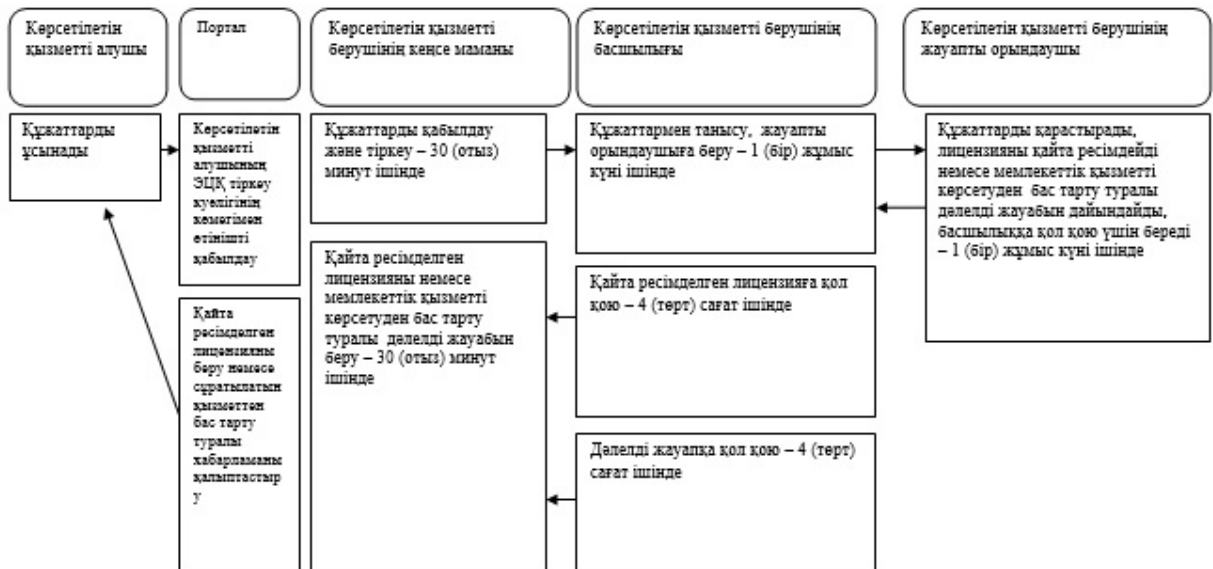 Көрсетілетін
қызметті алушы
Портал
Көрсетілетін қызметті
берушінің кеңсе маманы
Көрсетілетін қызметті берушінің
басшылығы
Көрсетілетін қызметті берушінің
жауапты орындаушы
Құжаттарды
ұсынады
Көрсетілетін
қызметті
алушының
ЭЦҚ тіркеу
куәлігінің
көмегімен
өтінішті
қабылдау
Құжаттарды қабылдау
және тіркеу – 30 (отыз)
минут ішінде
Құжаттармен танысу, жауапты
орындаушыға беру – 1 (бір) жұмыс
күні ішінде
Құжаттарды қарастырады,
лицензияны қайта ресімдейді
немесе мемлекеттік қызметті
көрсетуден бас тарту туралы
дәлелді жауабын дайындайды,
басшылыққа қол қою үшін береді
– 1 (бір) жұмыс күні ішінде
Қайта
ресімделген
лицензияны
беру немесе
сұратылатын
қызметтен
бас тарту
туралы
хабарламаны
қалыптастыр
у
Қайта ресімделген
лицензияны немесе
мемлекеттік қызметті
көрсетуден бас тарту
туралы дәлелді жауабын
беру – 30 (отыз) минут
ішінде
Қайта ресімделген лицензияға қол
қою – 4 (төрт) сағат ішінде
Дәлелді жауапқа қол қою – 4 (төрт)
сағат ішінде